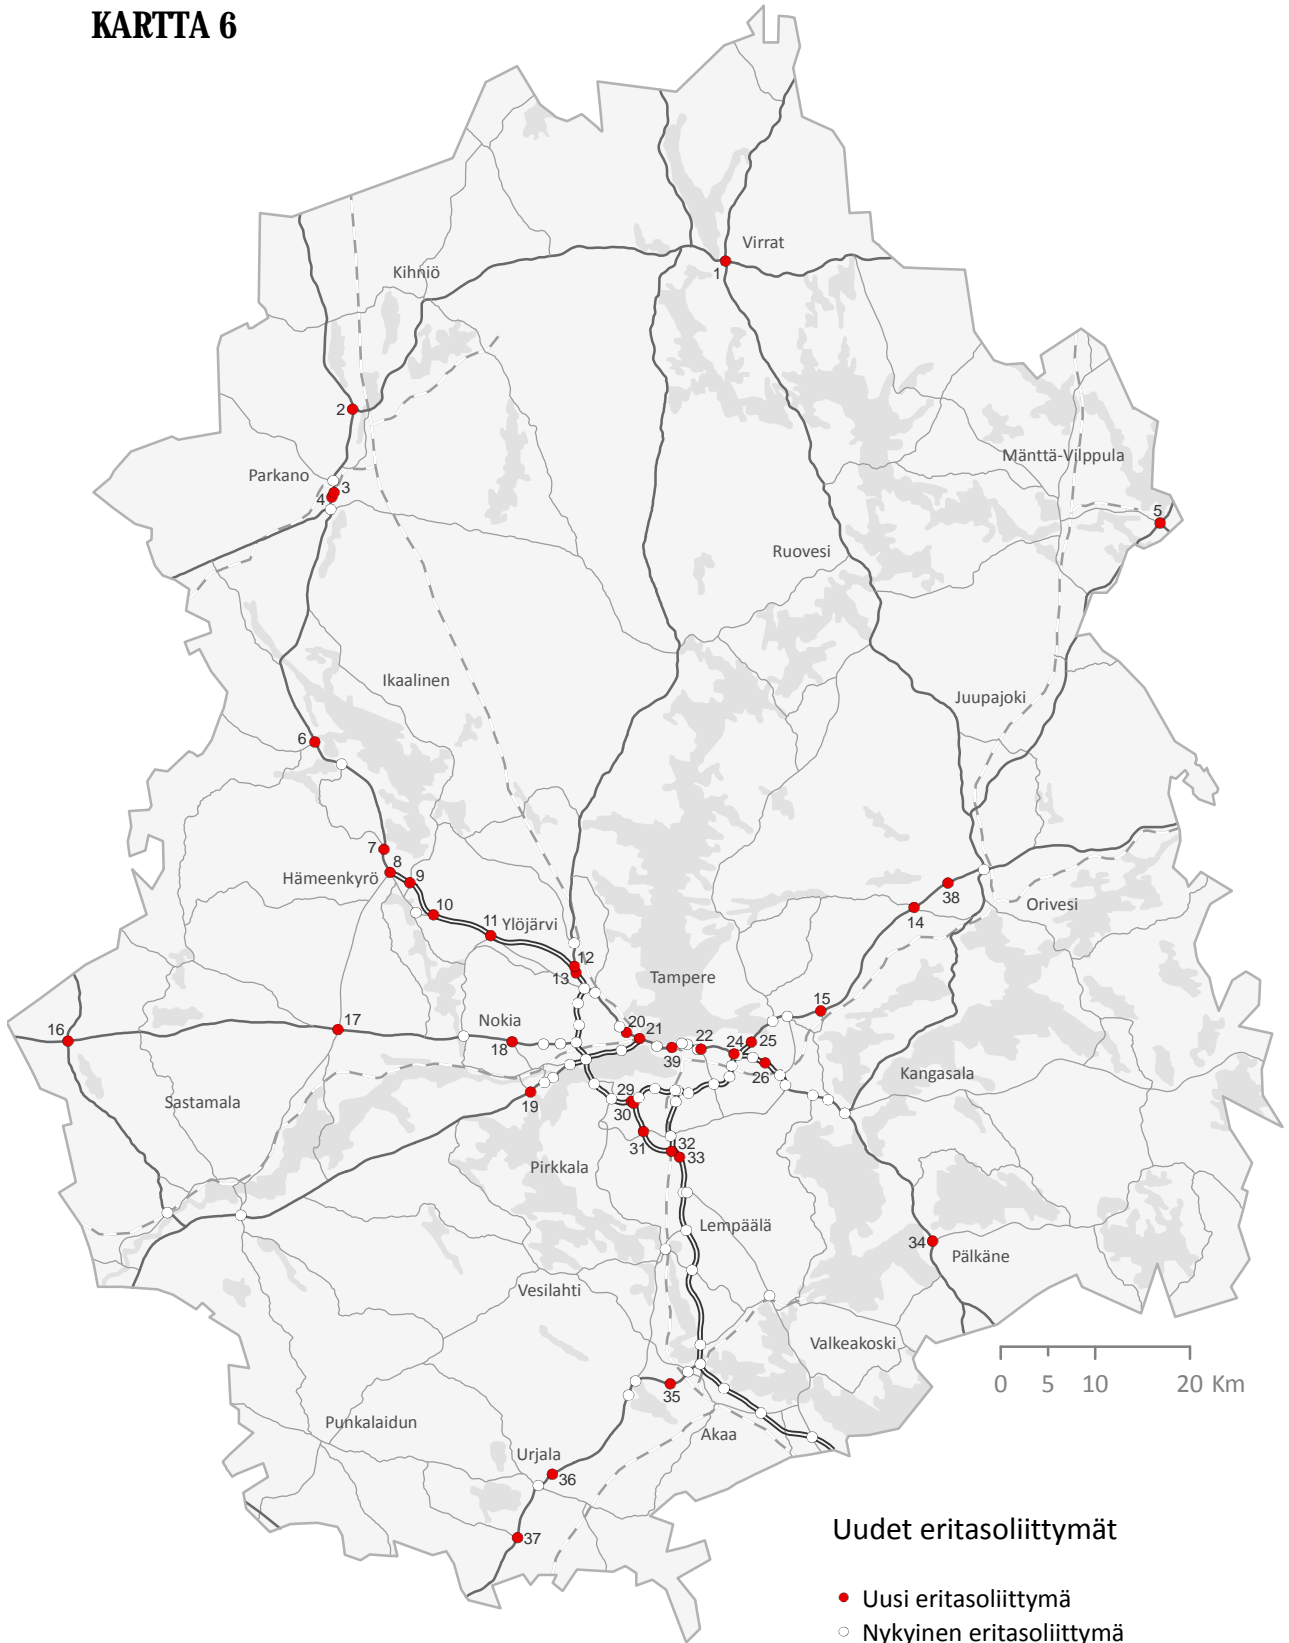 KARTTA 6
Virrat
1
Kihniö
2
Mänttä-Vilppula
Parkano
3
4
5
Ruovesi
Ikaalinen
Juupajoki
6
7
8
Hämeenkyrö
9
38
10
Orivesi
14
11
Ylöjärvi
12
13
Tampere
15
16
17
Nokia
20
21
18
22
24
25
39
26
Kangasala
29
Sastamala
19
30
31
32
33
Pirkkala
Lempäälä
34
Pälkäne
Vesilahti
Valkeakoski
0 5 10 20 Km
35
Punkalaidun
Akaa
Urjala
36
37
Uudet eritasoliittymät
Uusi eritasoliittymä
Nykyinen eritasoliittymä